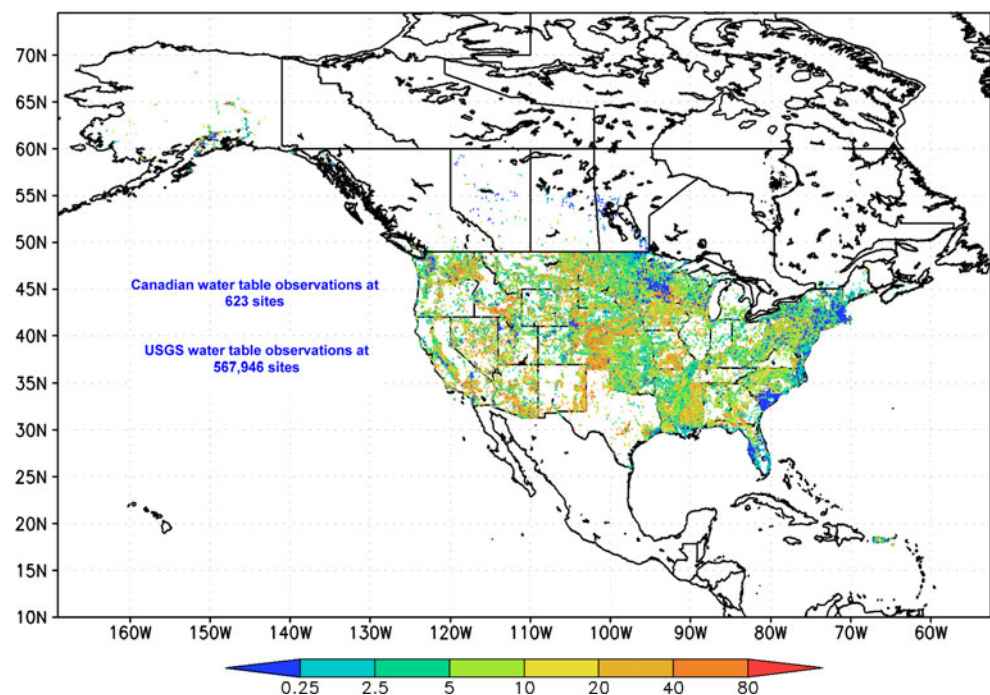 70N
65N
60N
55N
50N
45N
40N
35N
30N
25N
20N
15N
10N
Canadian water table observations at
623 sites
USGS water table observations at
567,946 sites
160W 150W 140W 130W 120W 110W 100W 90W 80W 70W 60W
0.25 2.5 5 10 20 40 80